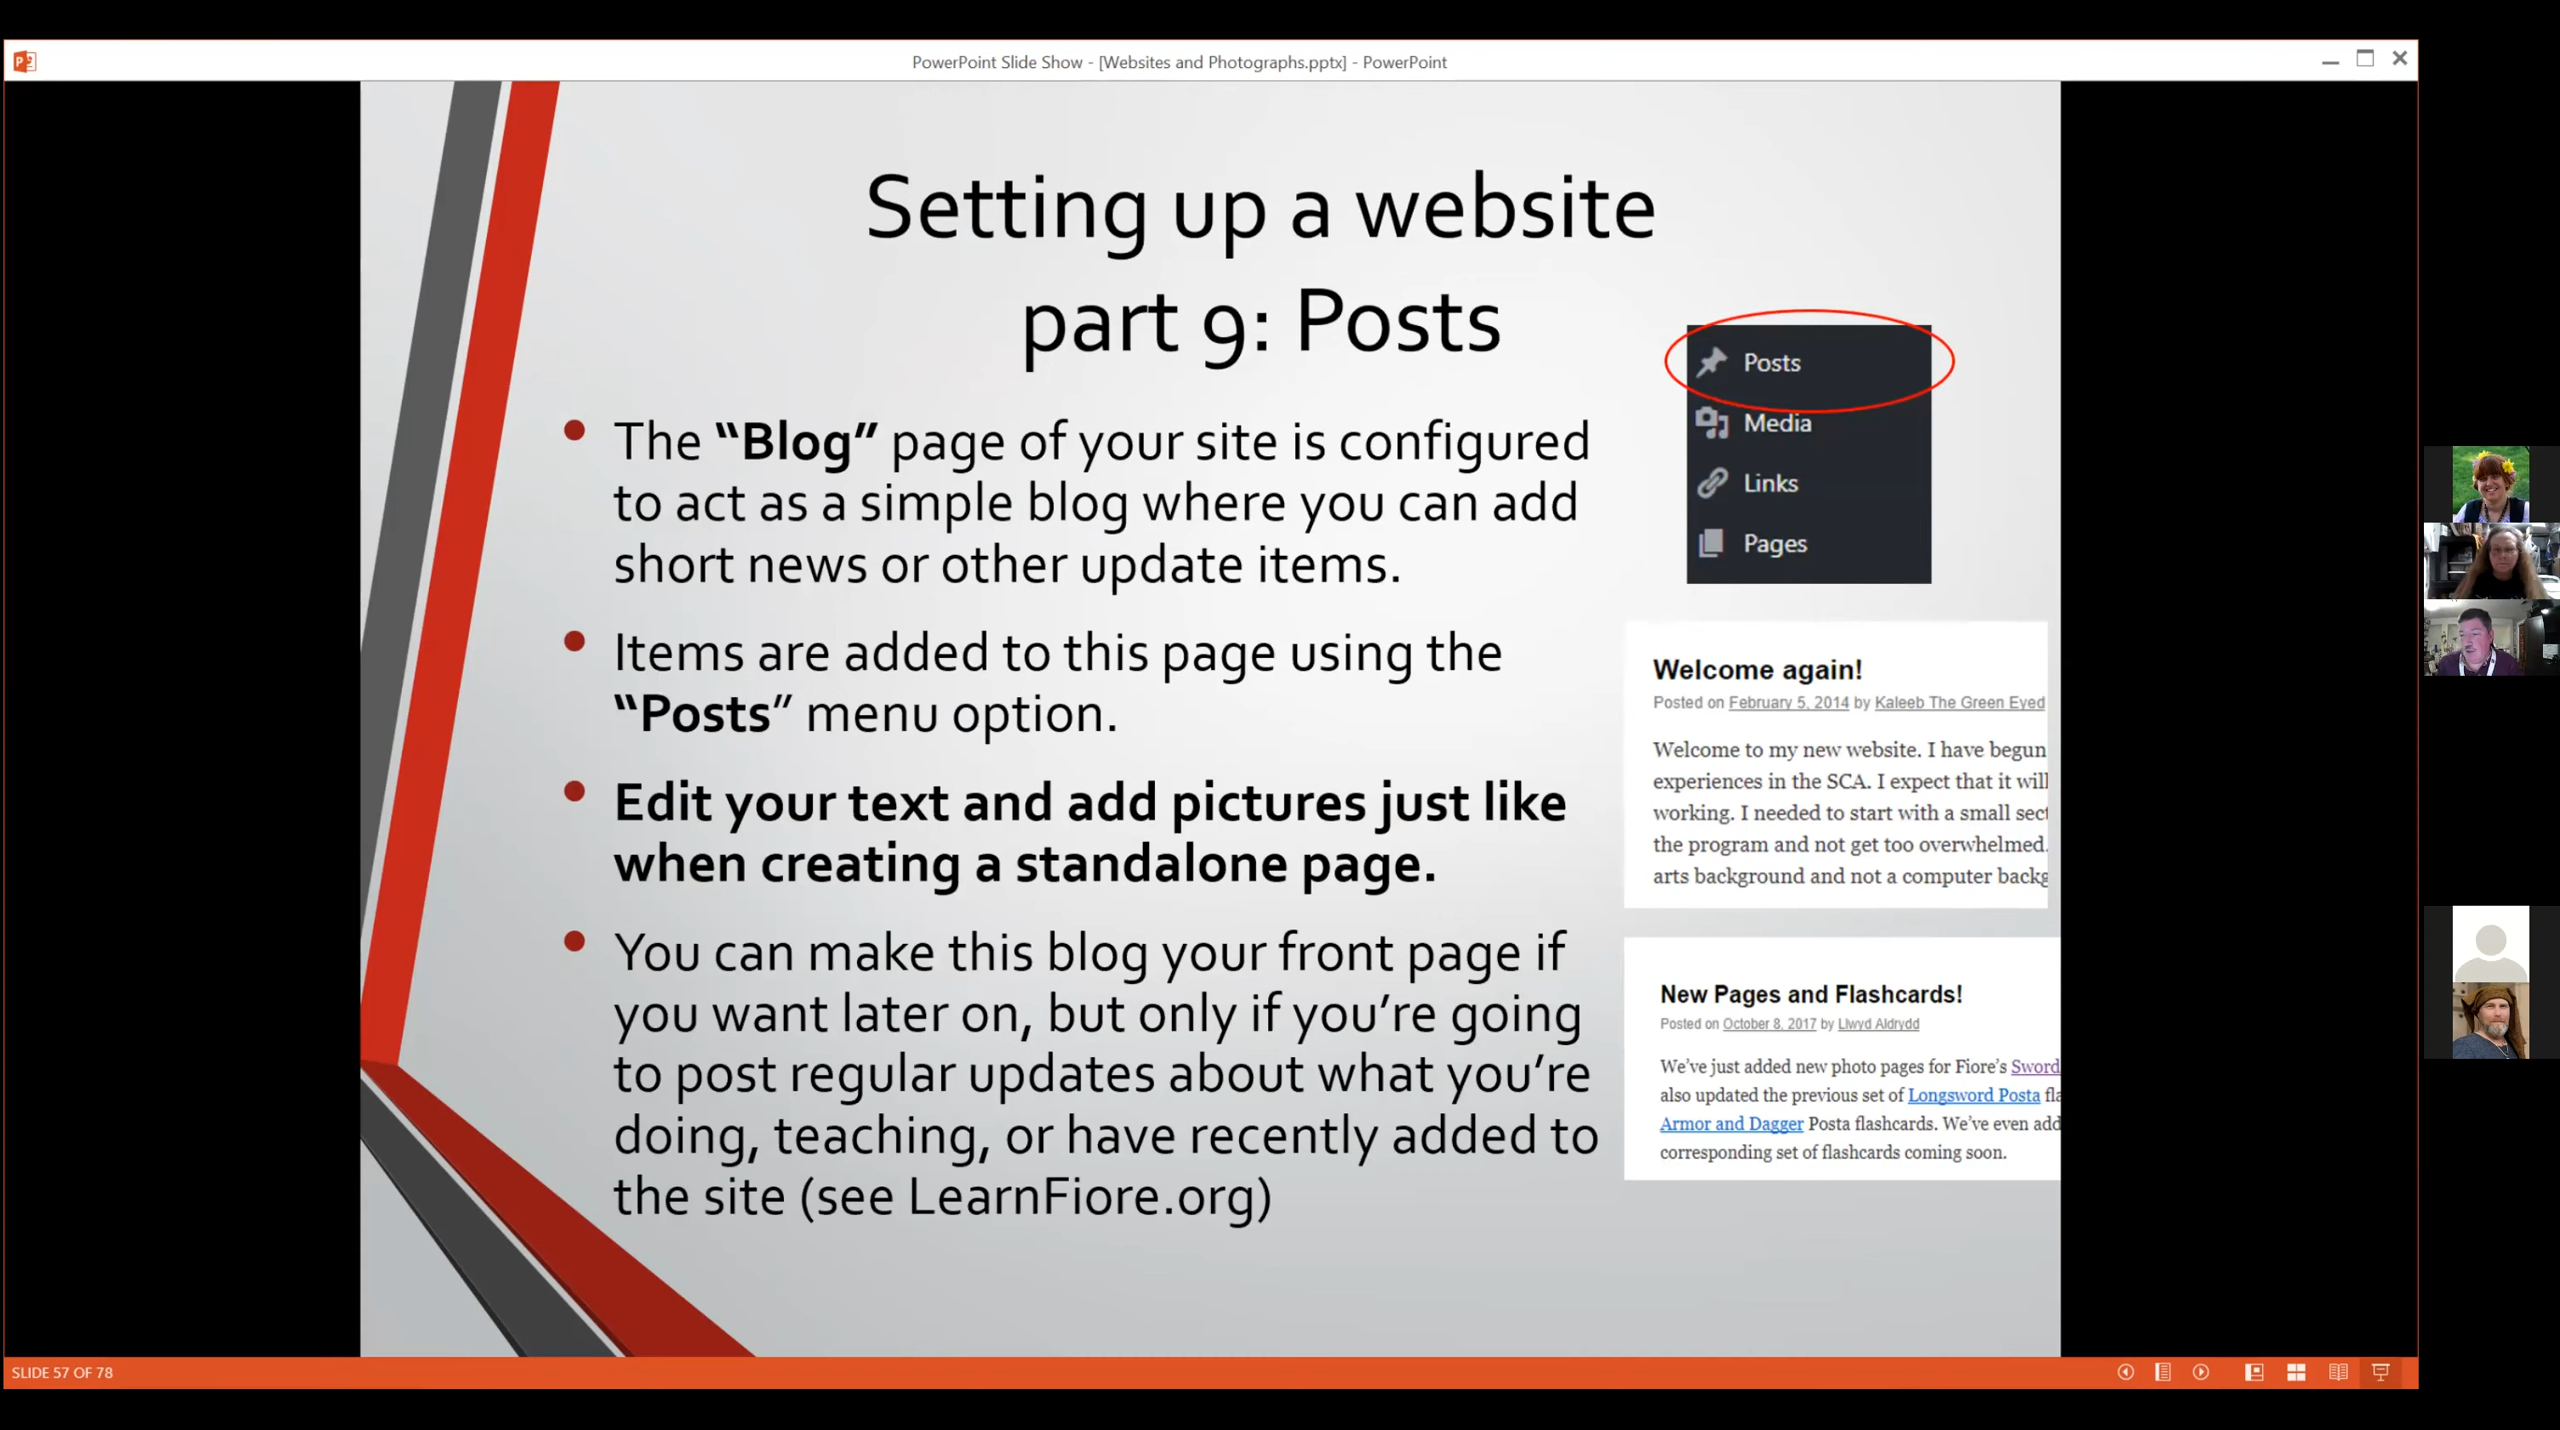 PowerPoint Slide Show - [Websites and Photographs.pptx] - PowerPoint
Setting up a website
part 9: Posts
• The “Blog” page of your site is configured
to act as a simple blog where you can add
short news or other update items.
• Items are added to this page using the
“Posts” menu option.
• Edit your text and add pictures just like
when creating a standalone page.
• You can make this blog your front page if
you want later on, but only if you’re going
to post regular updates about what you’re
doing, teaching, or have recently added to
the site (see LearnFiore.org)
Posts
Media
Links
Pages
Welcome again!
Posted on February 5, 2014 by Kaleeb The Green Eyed
Welcome to my new website. I have begun
experiences in the SCA. I expect that it will
working. I needed to start with a small sec
the program and not get too overwhelmed.
arts background and not a computer backg
New Pages and Flashcards!
Posted on October 8, 2017 by Llwyd Aldrydd
We’ve just added new photo pages for Fiore’s Sword
also updated the previous set of Longsword Posta fla
Armor and Dagger Posta flashcards. We’ve even add
corresponding set of flashcards coming soon.
SLIDE 57 OF 78